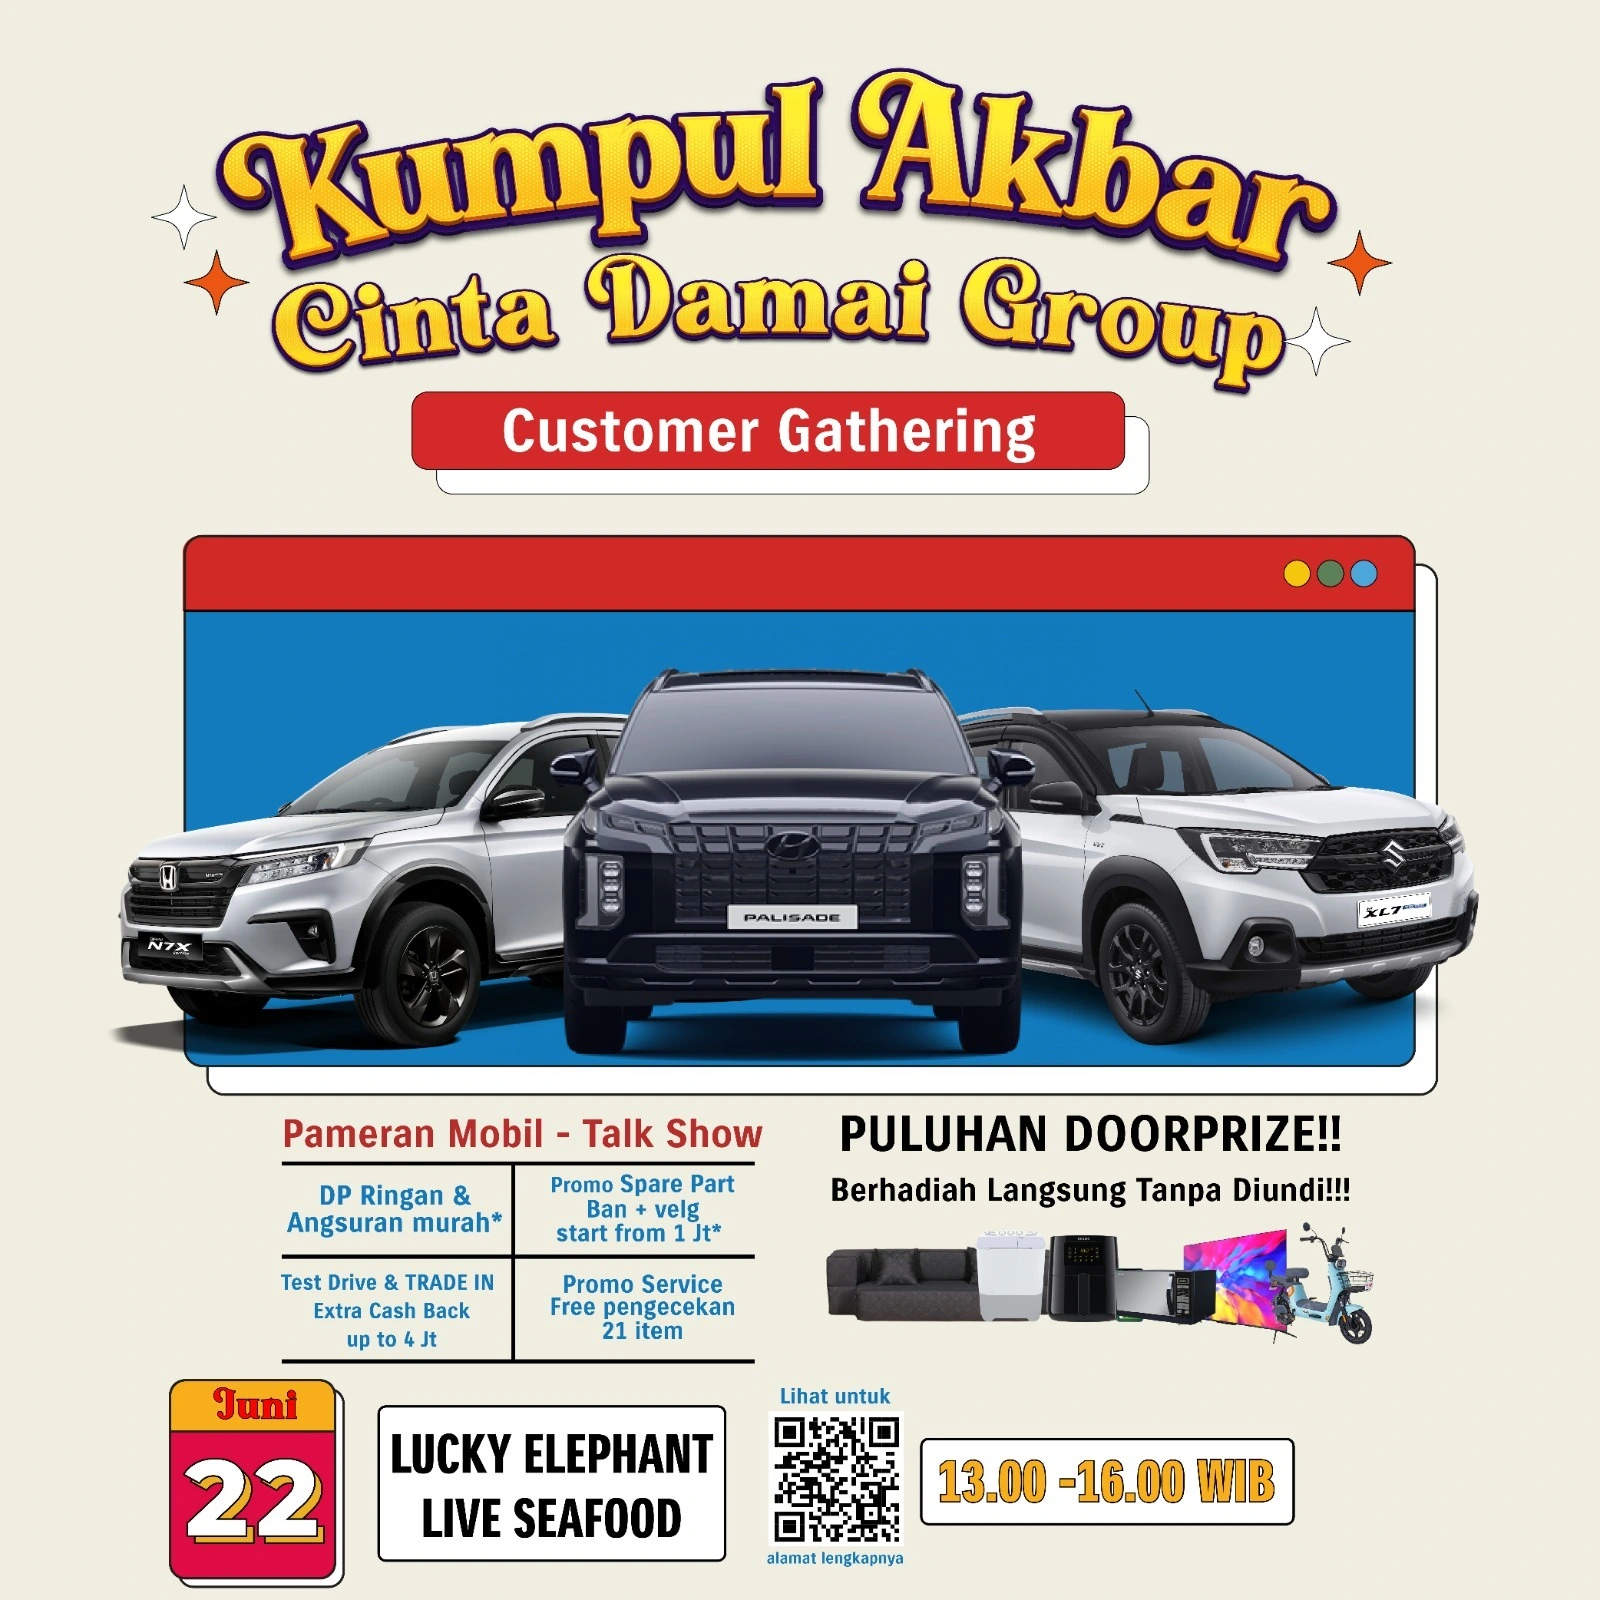 Kumpul Akbar
Cinta Damai Group
Customer Gathering
N7X
PALISADE
XL7
Pameran Mobil - Talk Show
DP Ringan &
Angsuran murah*
Promo Spare Part
Ban + velg
start from 1 Jt*
Test Drive & TRADE IN
Extra Cash Back
up to 4 Jt
Promo Service
Free pengecekan
21 item
PULUHAN DOORPRIZE!!
Berhadiah Langsung Tanpa Diundi!!!
Juni
22
LUCKY ELEPHANT
LIVE SEAFOOD
Lihat untuk
alamat lengkapnya
13.00 -16.00 WIB